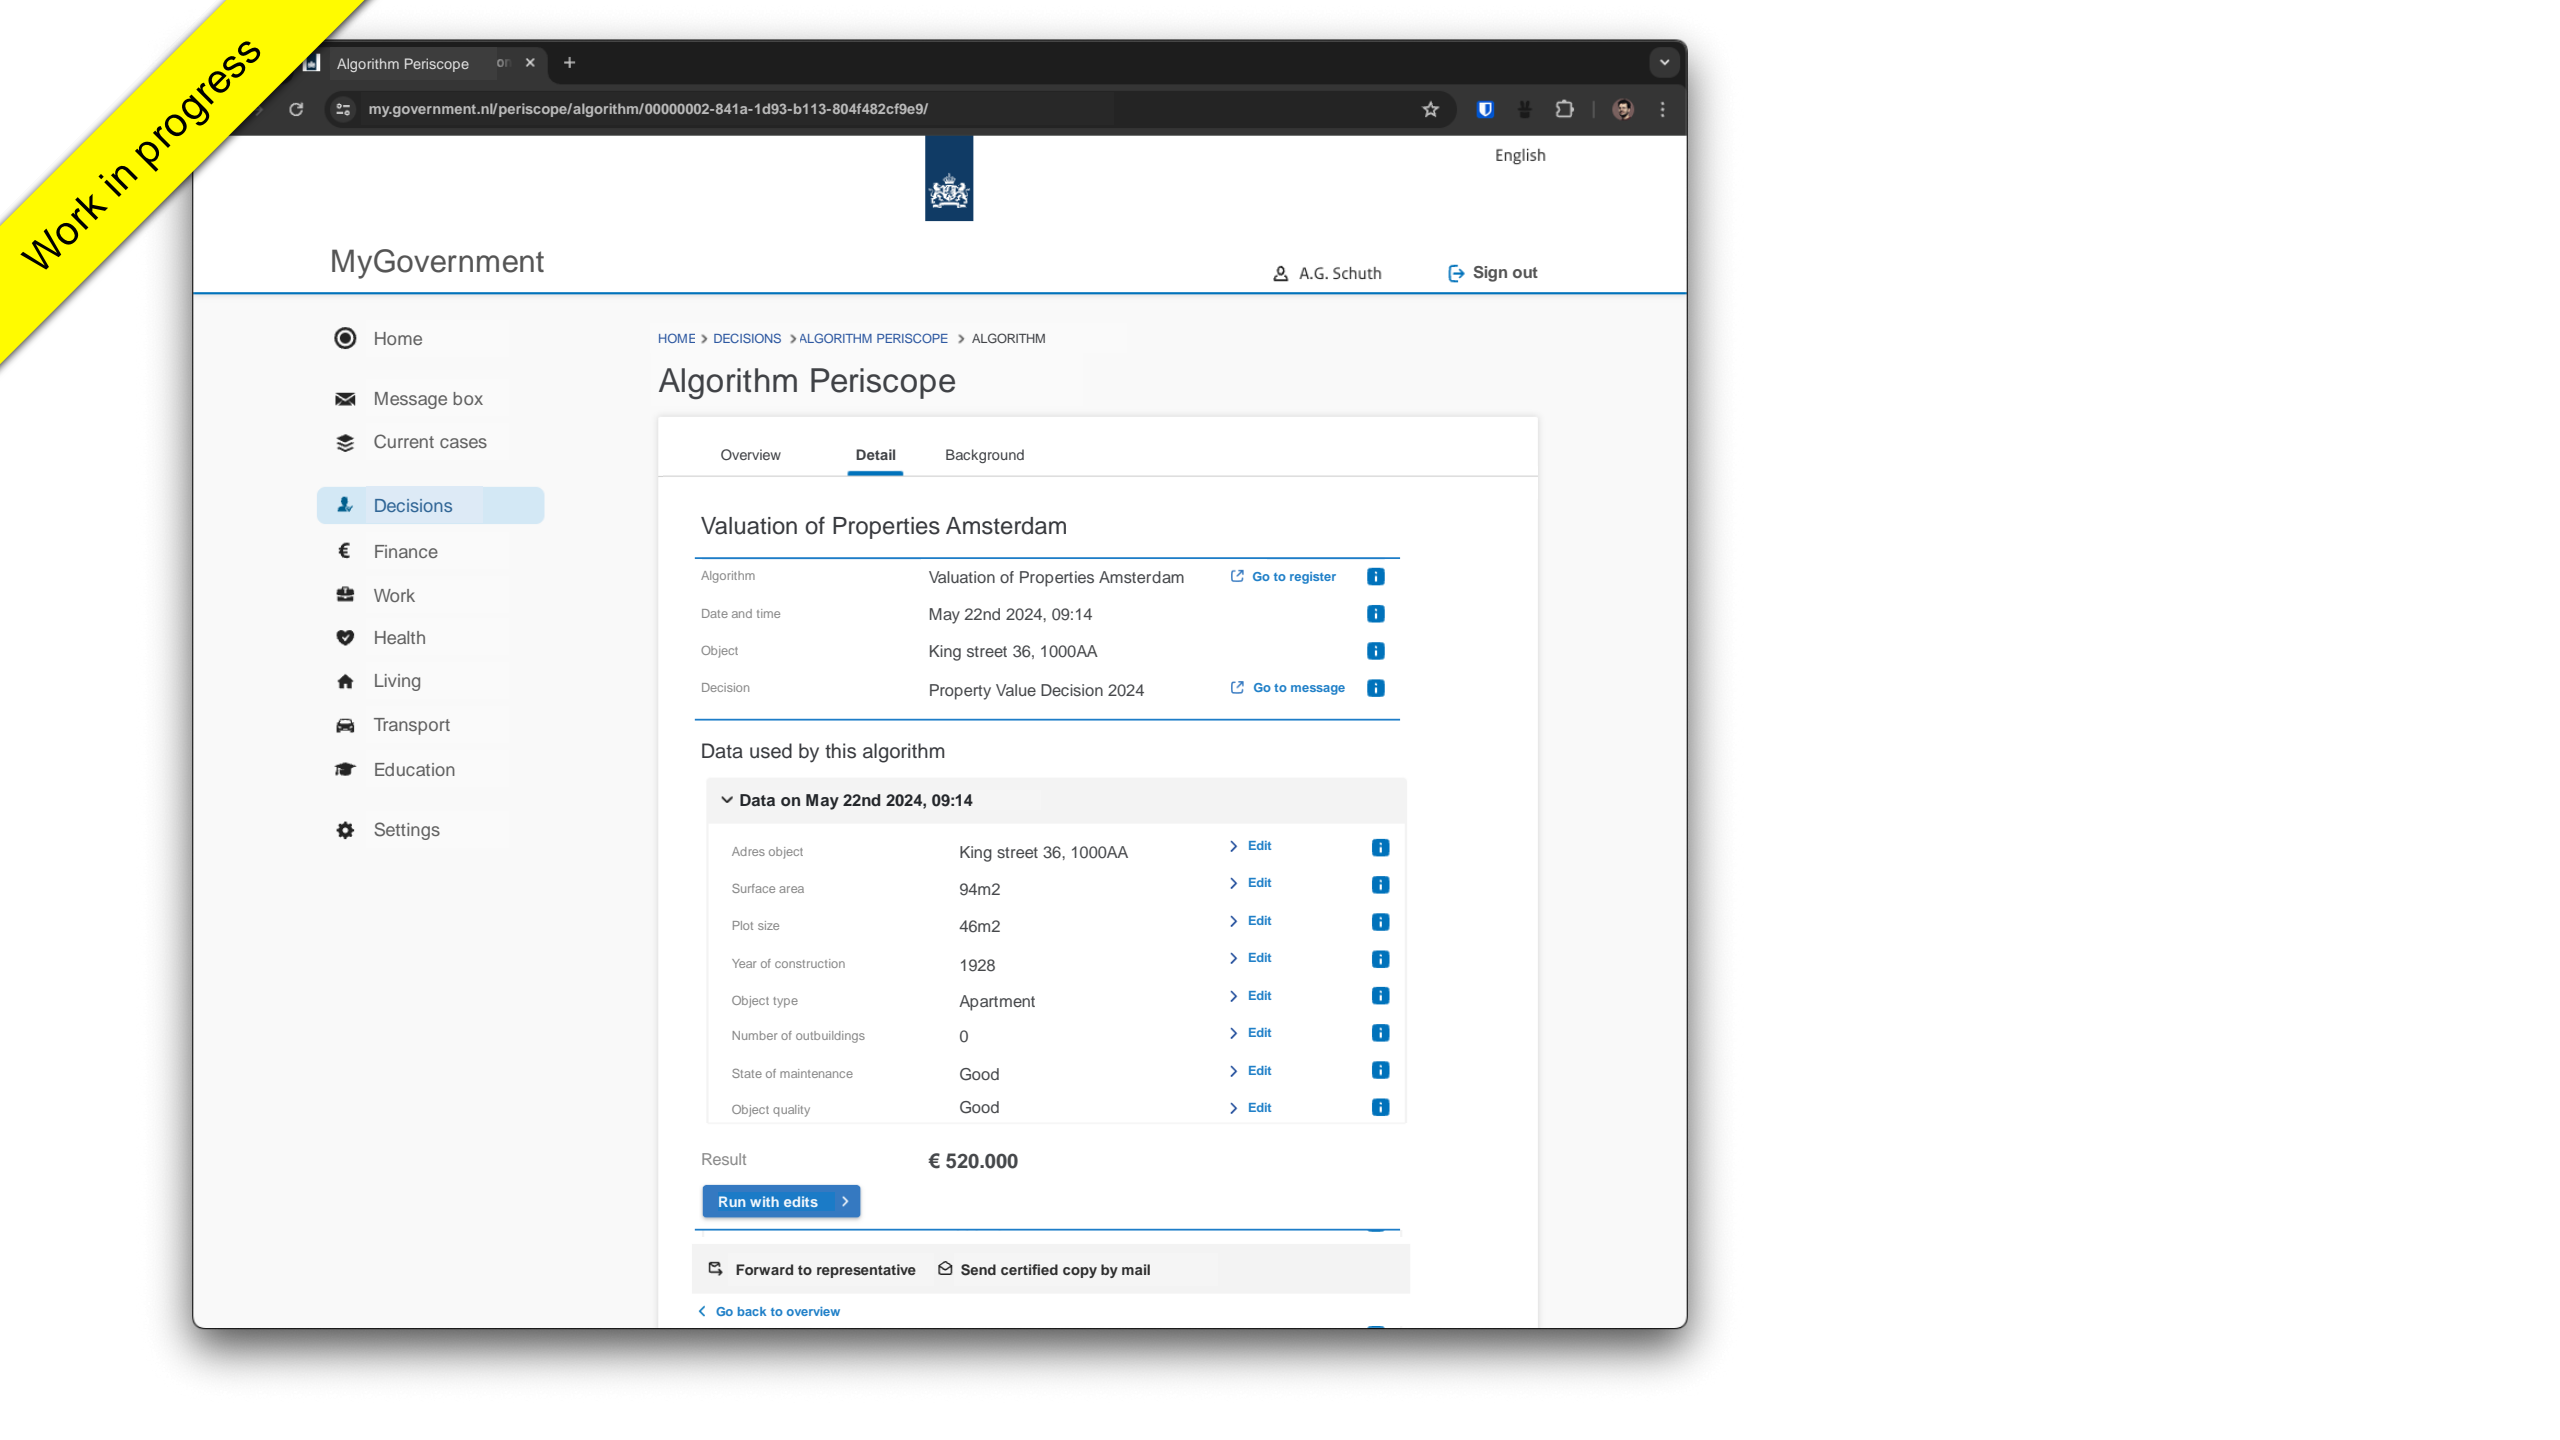 Work in progress
Algorithm Periscope
my.government.nl/periscope/algorithm/00000002-841a-1d93-b113-804f482cf9e9/
English
MyGovernment
A.G. Schuth
Sign out
Home
Message box
Current cases
Decisions
Finance
Work
Health
Living
Transport
Education
Settings
HOME > DECISIONS > ALGORITHM PERISCOPE > ALGORITHM
Algorithm Periscope
Overview Detail Background
Valuation of Properties Amsterdam
Algorithm Valuation of Properties Amsterdam Go to register
Date and time May 22nd 2024, 09:14
Object King street 36, 1000AA
Decision Property Value Decision 2024 Go to message
Data used by this algorithm
Data on May 22nd 2024, 09:14
Adres object King street 36, 1000AA Edit
Surface area 94m2 Edit
Plot size 46m2 Edit
Year of construction 1928 Edit
Object type Apartment Edit
Number of outbuildings 0 Edit
State of maintenance Good Edit
Object quality Good Edit
Result € 520.000
Run with edits
Forward to representative Send certified copy by mail
Go back to overview